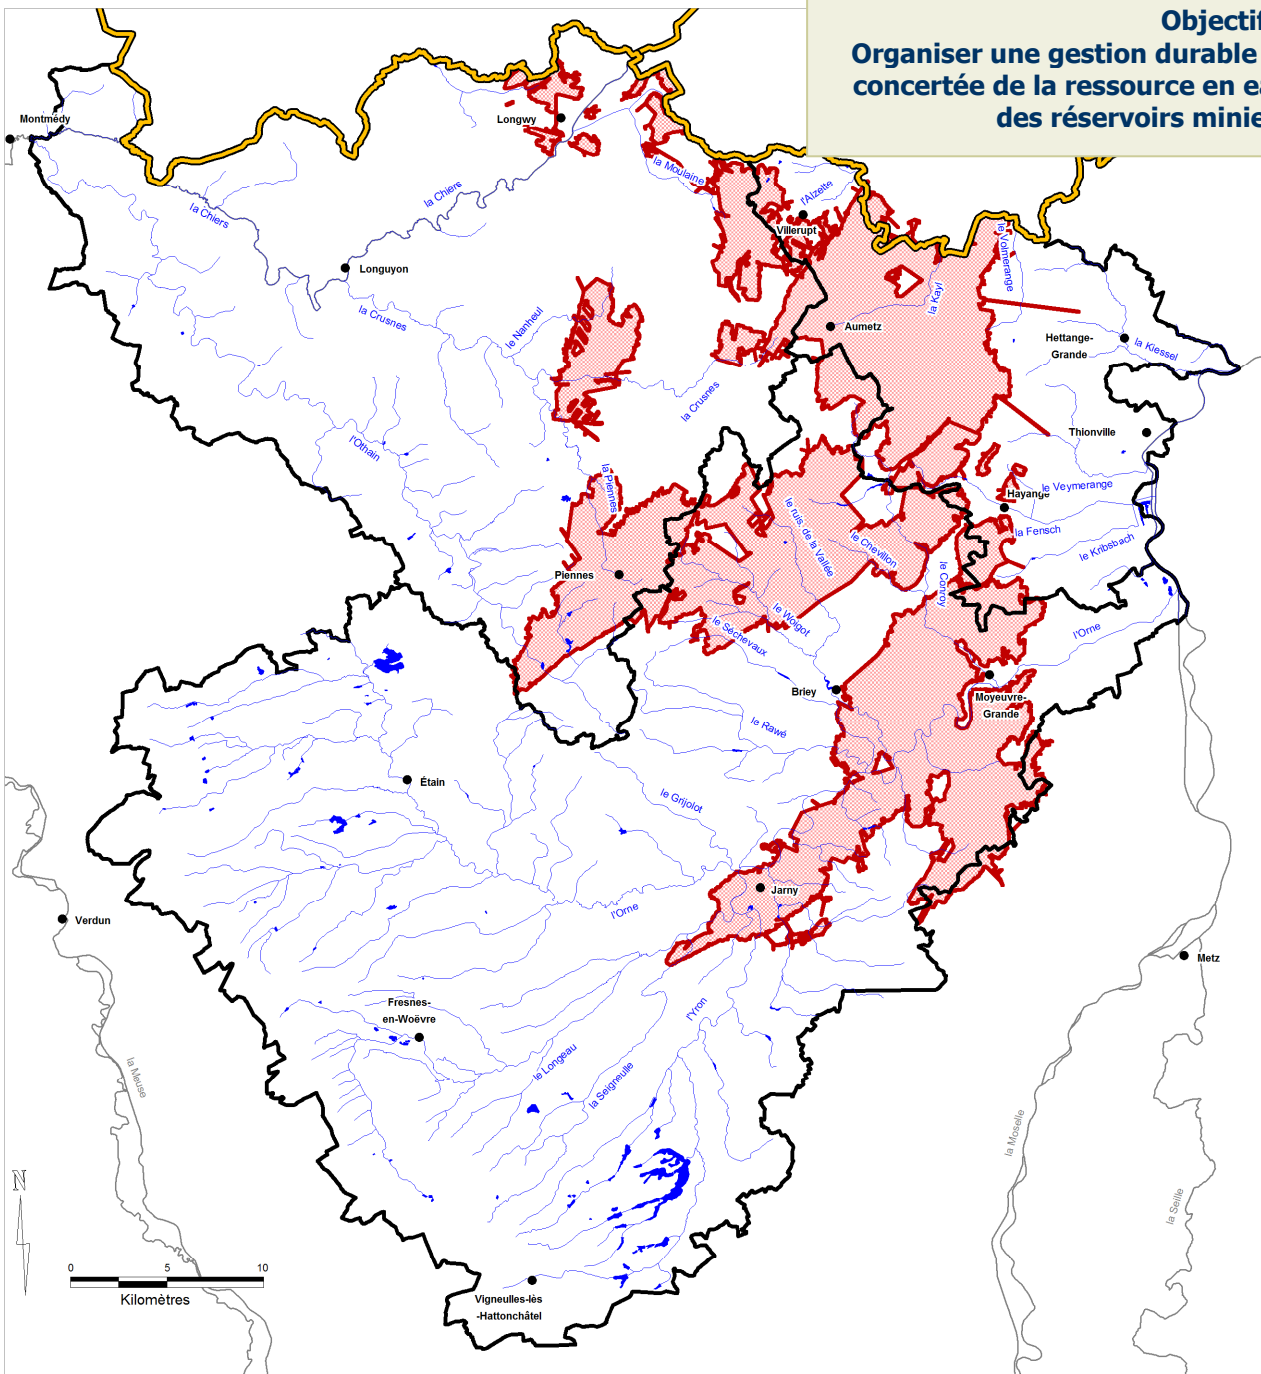 Objectif
Organiser une gestion durable
concertée de la ressource en ea
des réservoirs minie
Montmédy
Longwy
la Moulaine
la Chiers
la Chiers
l'Alzette
Villerupt
le Volmerange
Longuyon
la Kayl
la Crusnes
le Nanheul
Aumetz
Hettange-
Grande
la Kiessel
la Crusnes
Thionville
l'Othain
la Piennes
le Veymerange
Hayange
le ruis. de la Vallée
la Fensch
le Chevillon
le Kribsbach
Piennes
le Conroy
le Woigot
le Séchevaux
l'Orne
Briey
Moyeuvre-
Grande
le Rawé
Étain
le Grijolot
Jarny
l'Orne
Verdun
Metz
Fresnes-
en-Woëvre
l'Yron
le Longeau
la Seigneulle
la Meuse
la Moselle
la Seille
N
0 5 10
Kilomètres
Vigneulles-lès
-Hattonchâtel